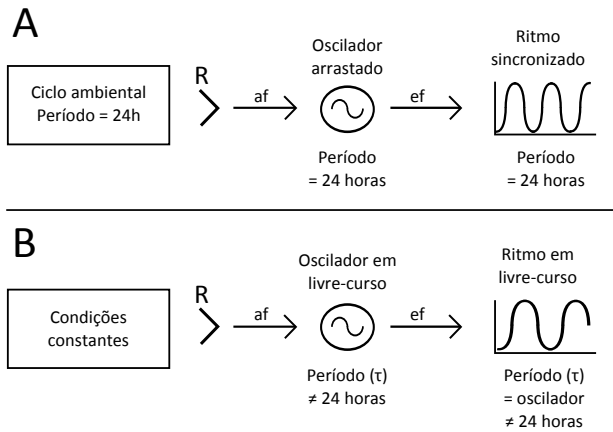 A
Ciclo ambiental
Período = 24h
R
af
Oscilador
arrastado
Período
= 24 horas
ef
Ritmo
sincronizado
Período
= 24 horas
B
Condições
constantes
R
af
Oscilador em
livre-curso
Período (τ)
≠ 24 horas
ef
Ritmo em
livre-curso
Período (τ)
= oscilador
≠ 24 horas